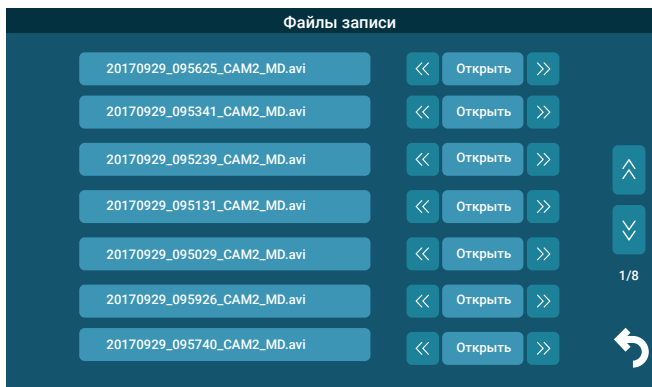 Файлы записи
20170929_095625_CAM2_MD.avi Открыть
20170929_095341_CAM2_MD.avi Открыть
20170929_095239_CAM2_MD.avi Открыть
20170929_095131_CAM2_MD.avi Открыть
20170929_095029_CAM2_MD.avi Открыть
1/8
20170929_095926_CAM2_MD.avi Открыть
20170929_095740_CAM2_MD.avi Открыть